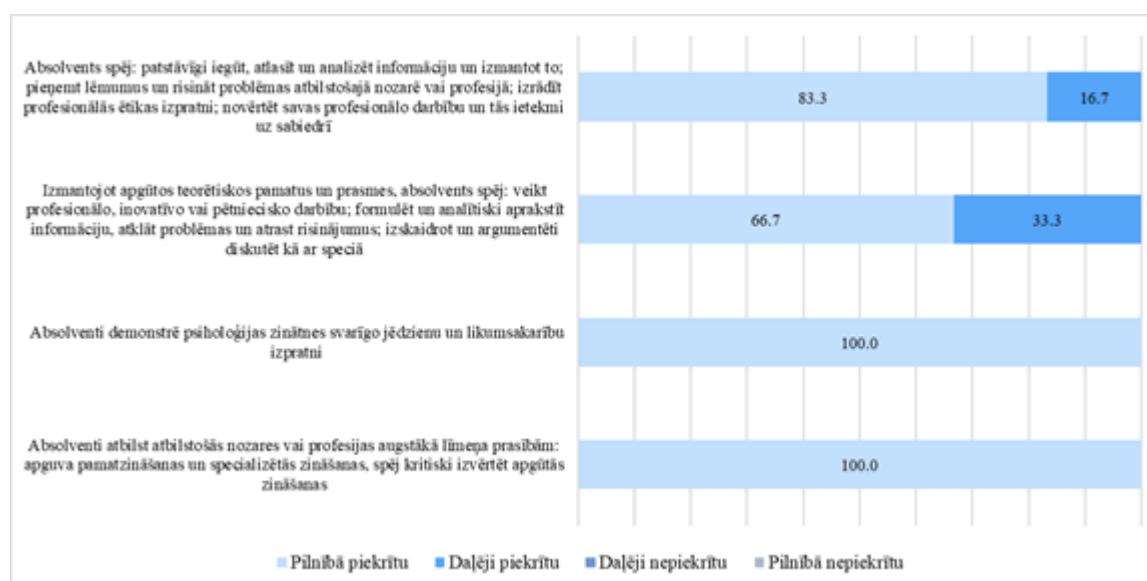 Absolvents spēj: patstāvīgi iegūt, atlasīt un analizēt informāciju un izmantot to;
pieņemt lēmumus un risināt problēmas atbilstošajā nozarē vai profesijā; izrādīt
profesionālās ētikas izpratni; novērtēt savas profesionālo darbību un tās ietekmi
uz sabiedrī
83.3
16.7
Izmantojot apgūtos teorētiskos pamatus un prasmes, absolvents spēj: veikt
profesionālo, inovatīvo vai pētniecisko darbību; formulēt un analītiski aprakstīt
informāciju, atklāt problēmas un atrast risinājumus; izskaidrot un argumentēti
diskutēt kā ar speciā
66.7
33.3
Absolventi demonstrē psiholoģijas zinātnes svarīgo jēdzienu un likumsakarību
izpratni
100.0
Absolventi atbilst atbilstošās nozares vai profesijas augstākā līmeņa prasībām:
apguva pamatzināšanas un specializētās zināšanas, spēj kritiski izvērtēt apgūtās
zināšanas
100.0
Pilnībā piekrītu
Daļēji piekrītu
Daļēji nepiekrītu
Pilnībā nepiekrītu